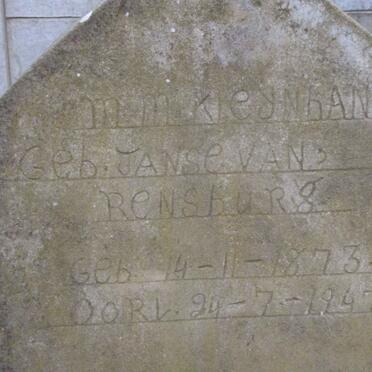 M.M. KLEYNHAN
GEB. JANSE VAN
RENSBURG
GEB. 14-11-1873
OORL. 24-7-194